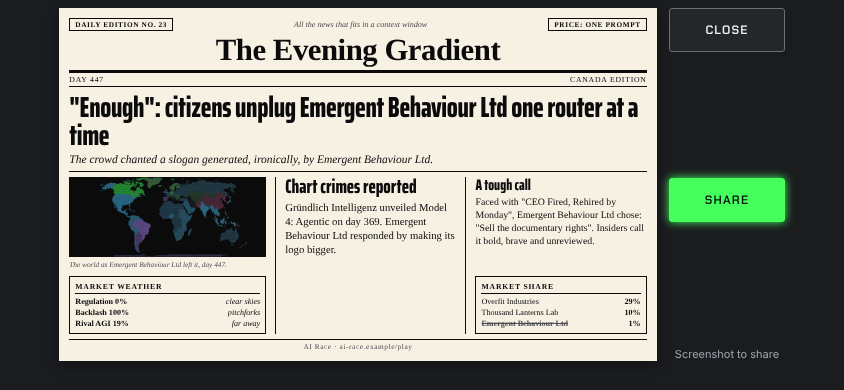 DAILY EDITION NO. 23
All the news that fits in a context window
PRICE: ONE PROMPT
The Evening Gradient
DAY 447
CANADA EDITION
"Enough": citizens unplug Emergent Behaviour Ltd one router at a
time
The crowd chanted a slogan generated, ironically, by Emergent Behaviour Ltd.
The world as Emergent Behaviour Ltd left it, day 447.
MARKET WEATHER
Regulation 0% clear skies
Backlash 100% pitchforks
Rival AGI 19% far away
Chart crimes reported
Gründlich Intelligenz unveiled Model
4: Agentic on day 369. Emergent
Behaviour Ltd responded by making its
logo bigger.
A tough call
Faced with "CEO Fired, Rehired by
Monday", Emergent Behaviour Ltd chose:
"Sell the documentary rights". Insiders call
it bold, brave and unreviewed.
MARKET SHARE
Overfit Industries 29%
Thousand Lanterns Lab 10%
Emergent Behaviour Ltd 1%
AI Race · ai-race.example/play
CLOSE
SHARE
Screenshot to share